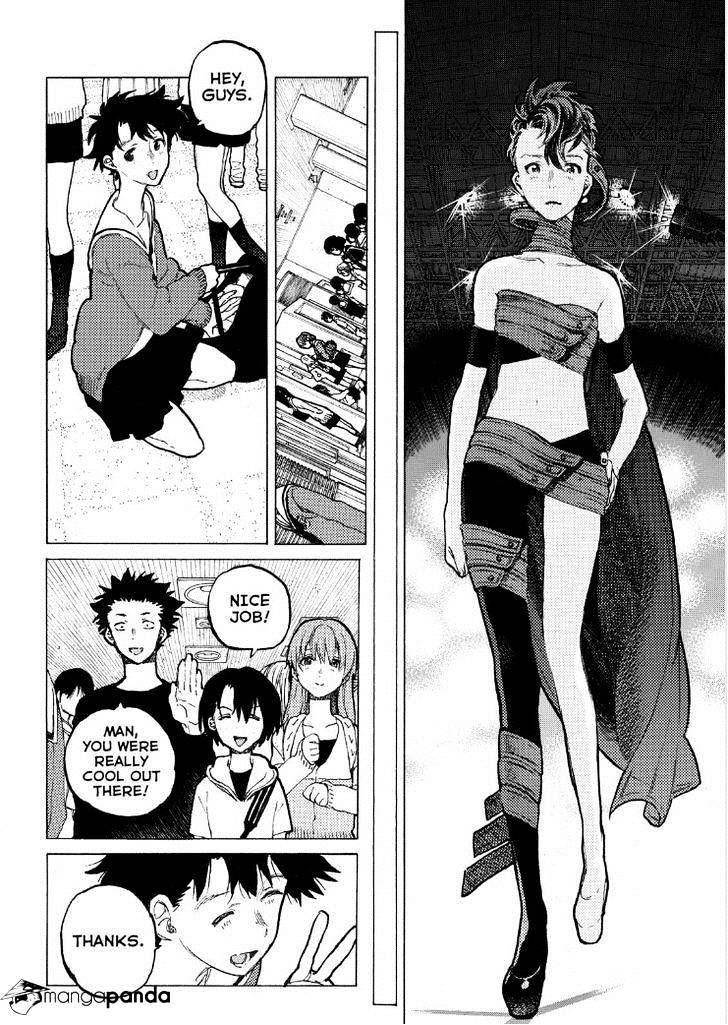 HEY,
GUYS.
NICE
JOB!
MAN,
YOU WERE
REALLY
COOL OUT
THERE!
THANKS.
mangapanda